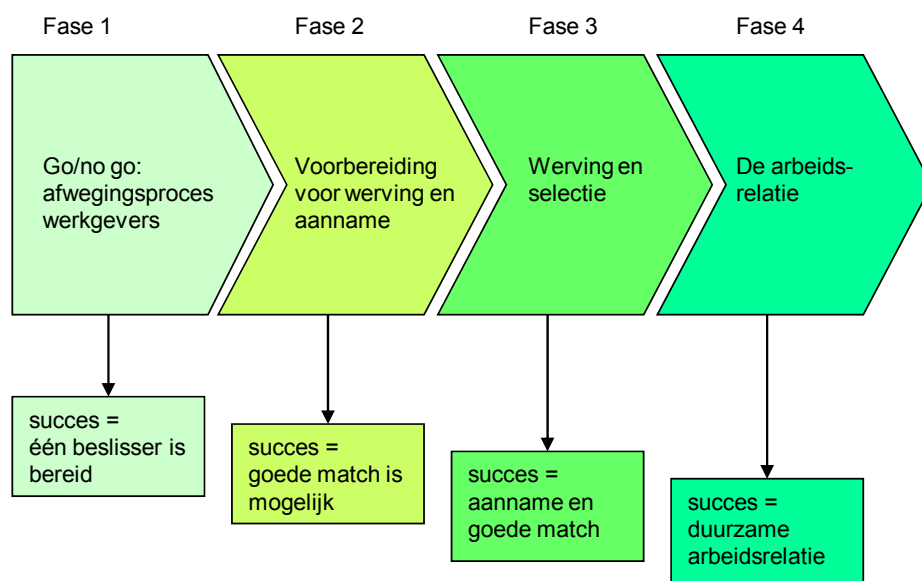 Fase 1
Fase 2
Fase 3
Fase 4
Go/no go:
afwegingsproces
werkgevers
Voorbereiding
voor werving en
aanname
Werving en
selectie
De arbeids-
relatie
succes =
één beslisser is
bereid
succes =
goede match is
mogelijk
succes =
aanname en
goede match
succes =
duurzame
arbeidsrelatie